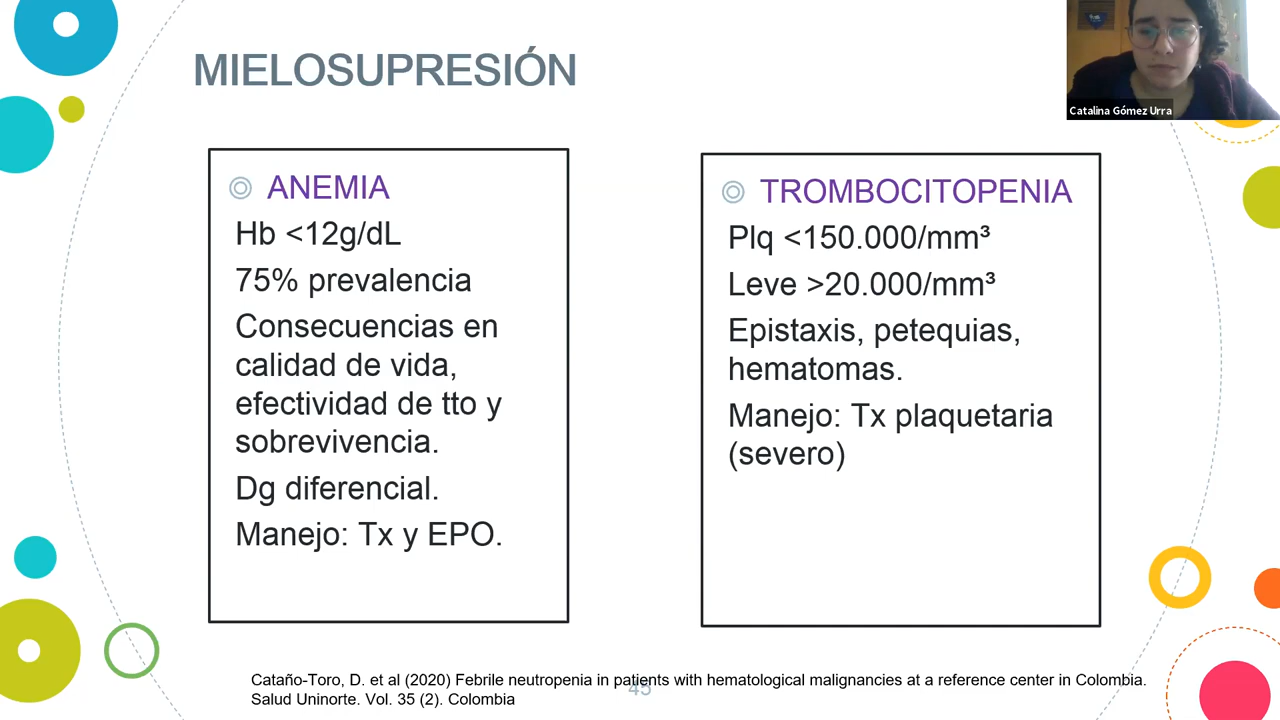 MIELOSUPRESIÓN
Catalina Gómez Urra
ANEMIA
Hb <12g/dL
75% prevalencia
Consecuencias en
calidad de vida,
efectividad de tto y
sobrevivencia.
Dg diferencial.
Manejo: Tx y EPO.
TROMBOCITOPENIA
Plq <150.000/mm³
Leve >20.000/mm³
Epistaxis, petequias,
hematomas.
Manejo: Tx plaquetaria
(severo)
Cataño-Toro, D. et al (2020) Febrile neutropenia in patients with hematological malignancies at a reference center in Colombia.
Salud Uninorte. Vol. 35 (2). Colombia
45